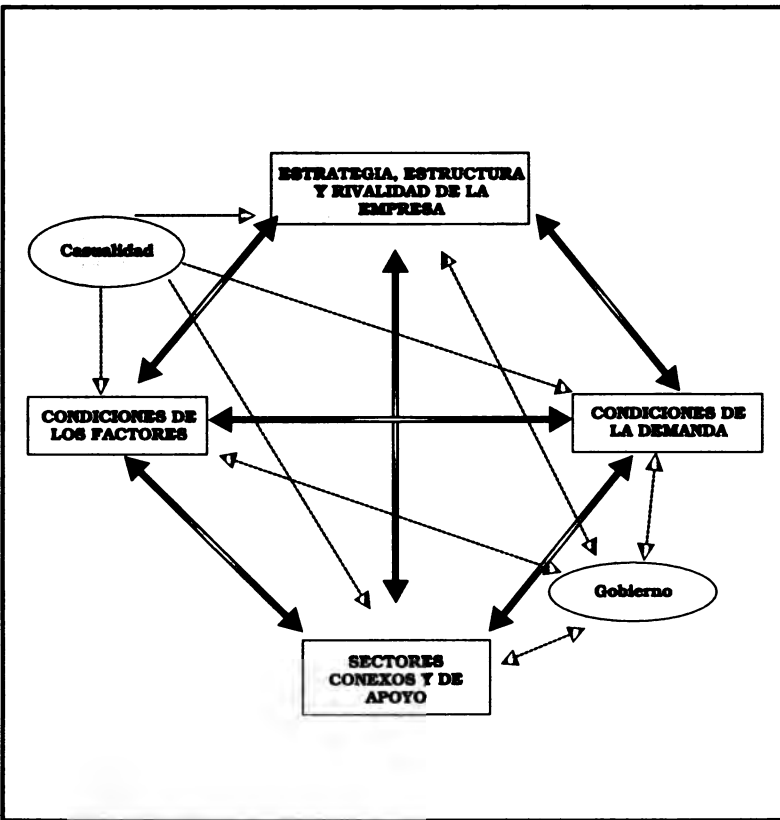 ESTRATEGIA, ESTRUCTURA
Y RIVALIDAD DE LA
EMPRESA
Casualidad
CONDICIONES DE
LOS FACTORES
CONDICIONES DE
LA DEMANDA
Gobierno
SECTORES
CONEXOS Y DE
APOYO